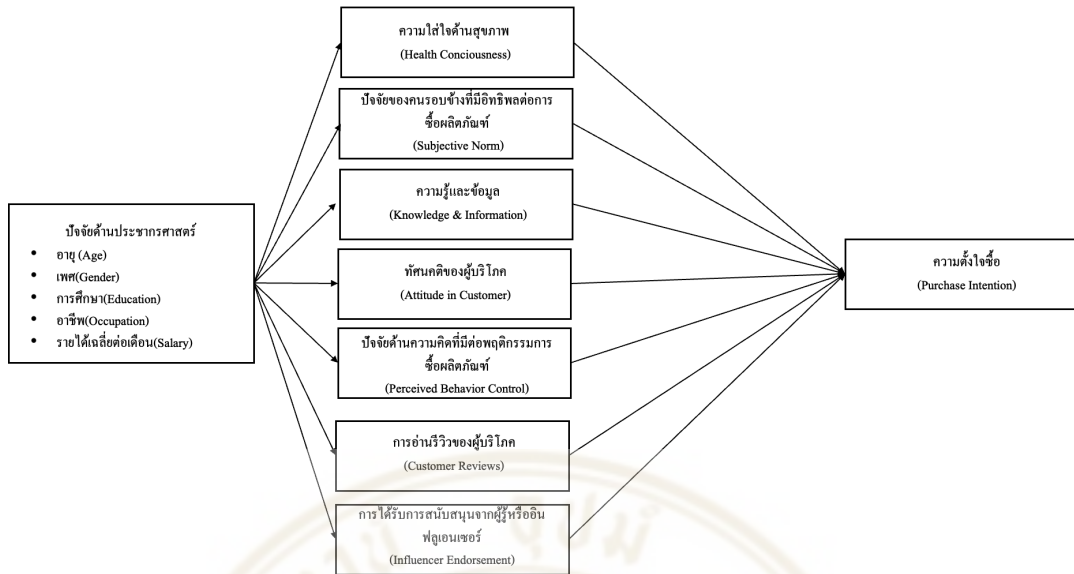 ปัจจัยด้านประชากรศาสตร์
อายุ (Age)
เพศ(Gender)
การศึกษา(Education)
อาชีพ(Occupation)
รายได้เฉลี่ยต่อเดือน(Salary)
ความใส่ใจด้านสุขภาพ
(Health Conciousness)
ปัจจัยของคนรอบข้างที่มีอิทธิพลต่อการ
ซื้อผลิตภัณฑ์
(Subjective Norm)
ความรู้และข้อมูล
(Knowledge & Information)
ทัศนคติของผู้บริโภค
(Attitude in Customer)
ปัจจัยด้านความคิดที่มีต่อพฤติกรรมการ
ซื้อผลิตภัณฑ์
(Perceived Behavior Control)
การอ่านรีวิวของผู้บริโภค
(Customer Reviews)
การได้รับการสนับสนุนจากผู้รู้หรืออิน
ฟลูเอนเซอร์
(Influencer Endorsement)
ความตั้งใจซื้อ
(Purchase Intention)